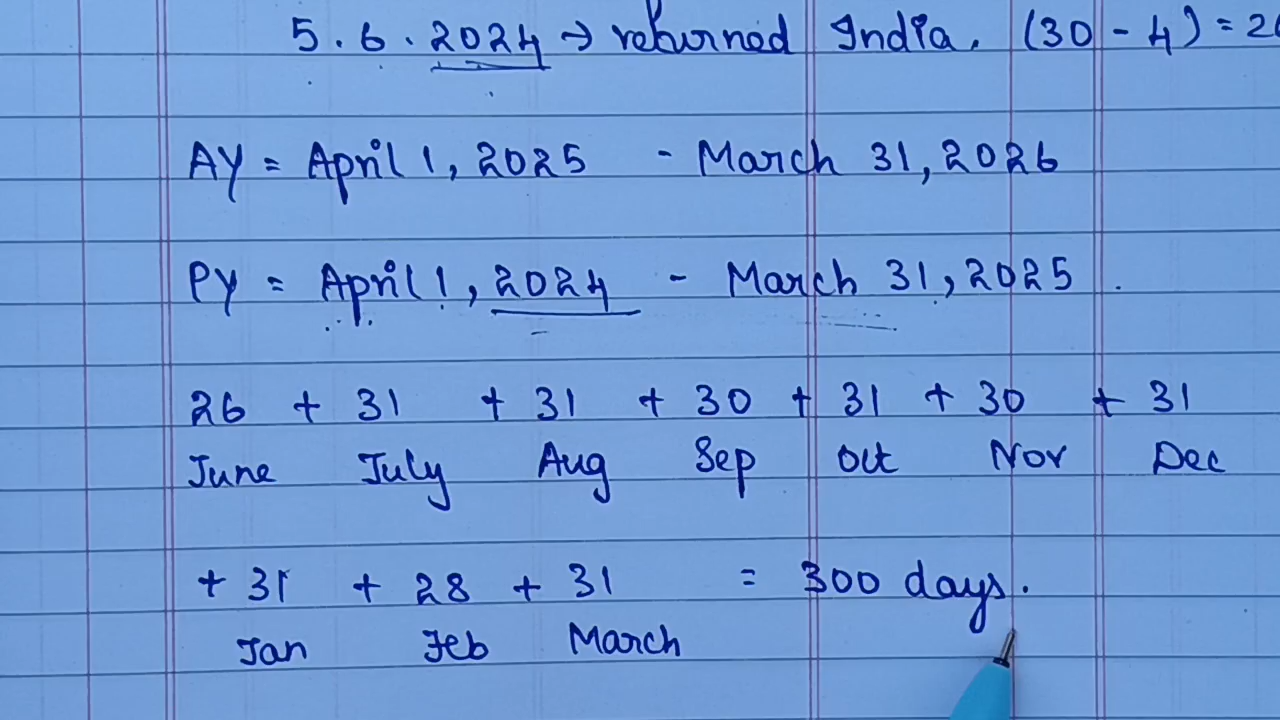 5.6.2024 → returned India. (30-4) = 26
AY = April 1, 2025 - March 31, 2026
PY = April 1, 2024 - March 31, 2025.
26 + 31 + 31 + 30 + 31 + 30 + 31
June July Aug Sep Oct Nov Dec
+ 31 + 28 + 31 = 300 days.
Jan Feb March